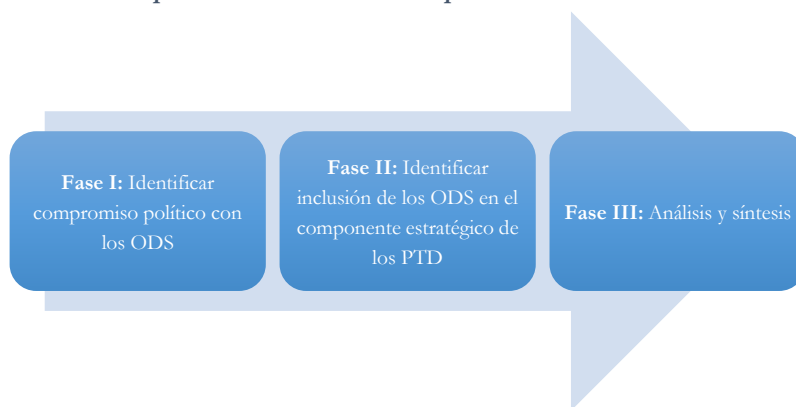 Fase I: Identificar
compromiso político con
los ODS
Fase II: Identificar
inclusión de los ODS en el
componente estratégico de
los PTD
Fase III: Análisis y síntesis